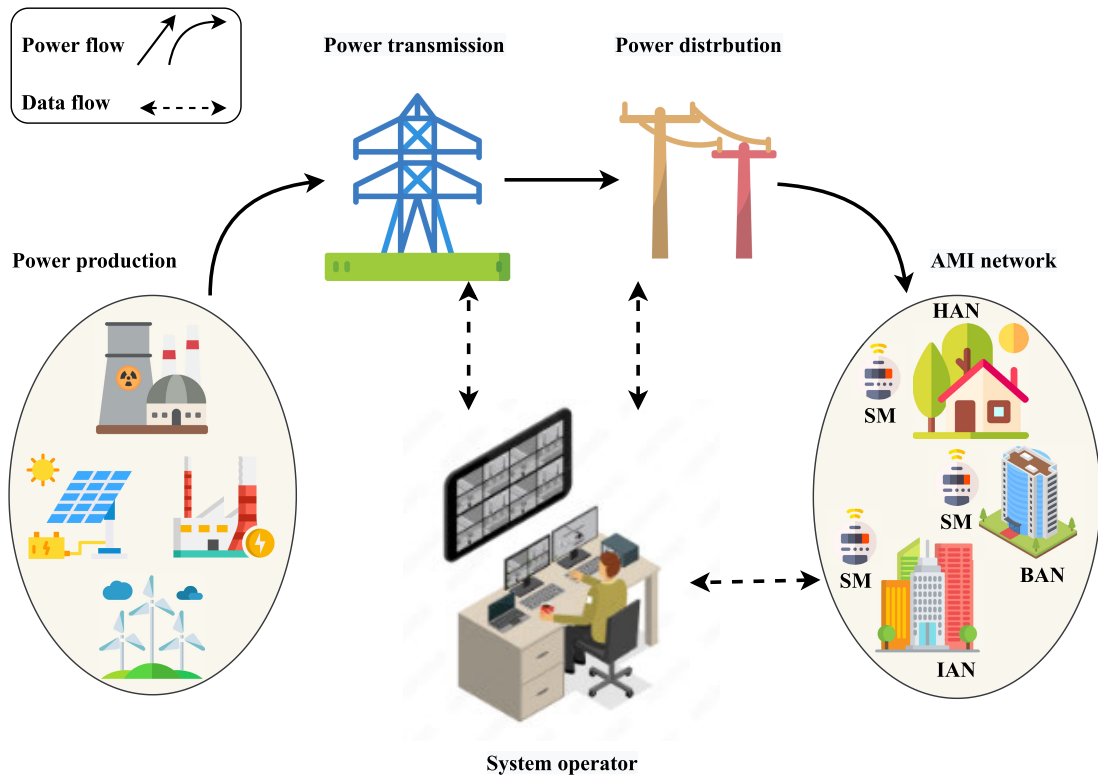 Power flow
Data flow
Power transmission
Power distrbution
Power production
AMI network
HAN
SM
SM
SM
BAN
IAN
System operator